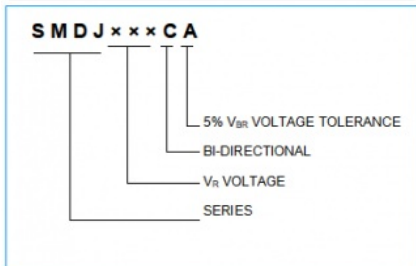 SMDJ×××CA
5% VBR VOLTAGE TOLERANCE
BI-DIRECTIONAL
VR VOLTAGE
SERIES